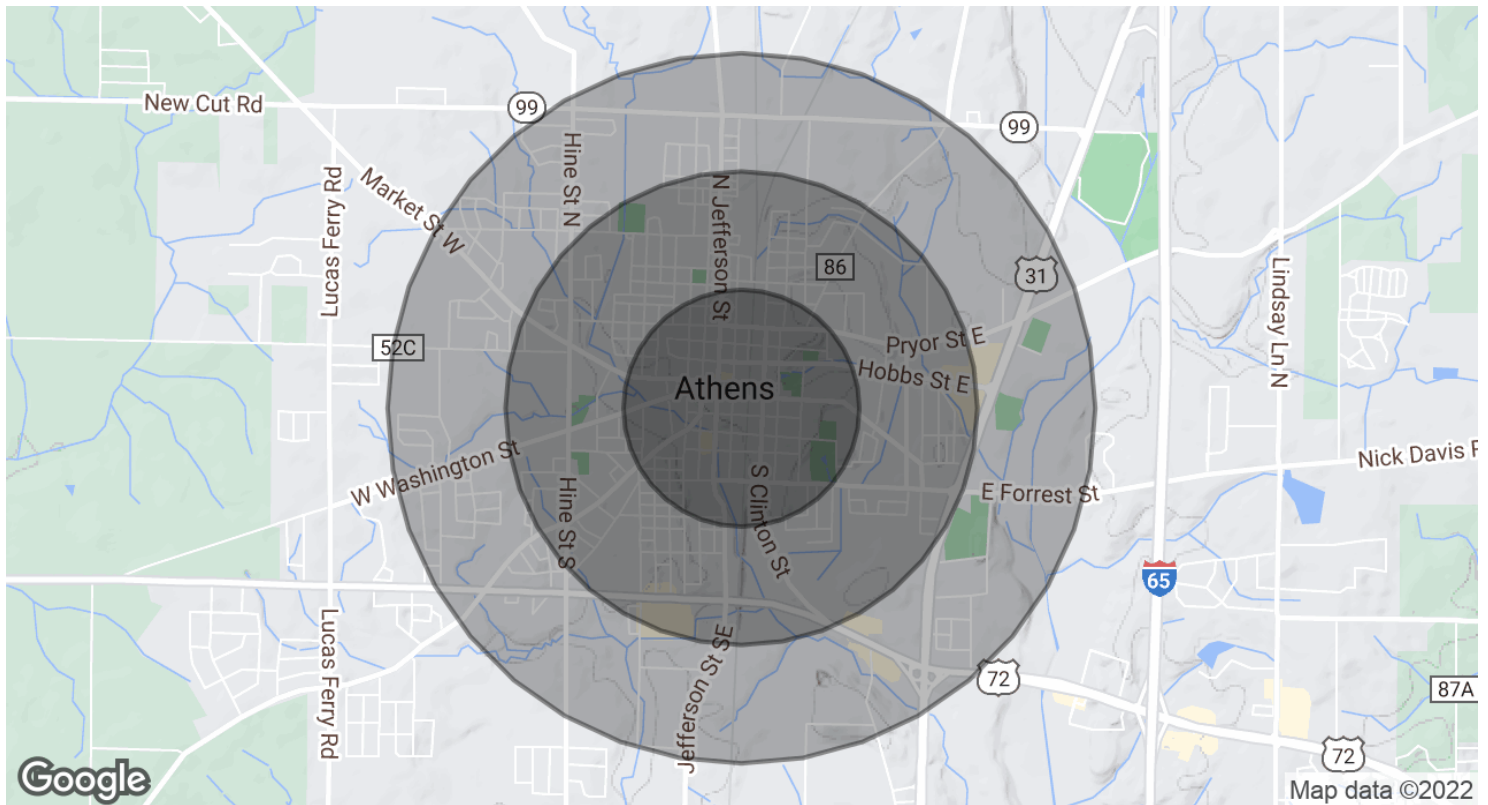 New Cut Rd
99
99
Hine St N
Lucas Ferry Rd
Market St W
N Jefferson St
86
31
Lindsay Ln N
52C
Pryor St E
Hobbs St E
Athens
W Washington St
Nick Davis R
S Clinton St
E Forrest St
Hine St S
65
Lucas Ferry Rd
Jefferson St SE
72
87A
72
Google
Map data ©2022